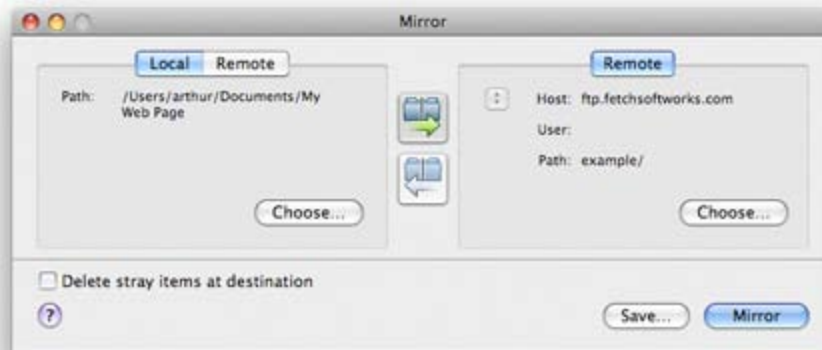 Mirror
Local Remote
Path: /Users/arthur/Documents/My
Web Page
Choose...
Remote
Host: ftp.fetchsoftworks.com
User:
Path: example/
Choose...
Delete stray items at destination
?
Save... Mirror